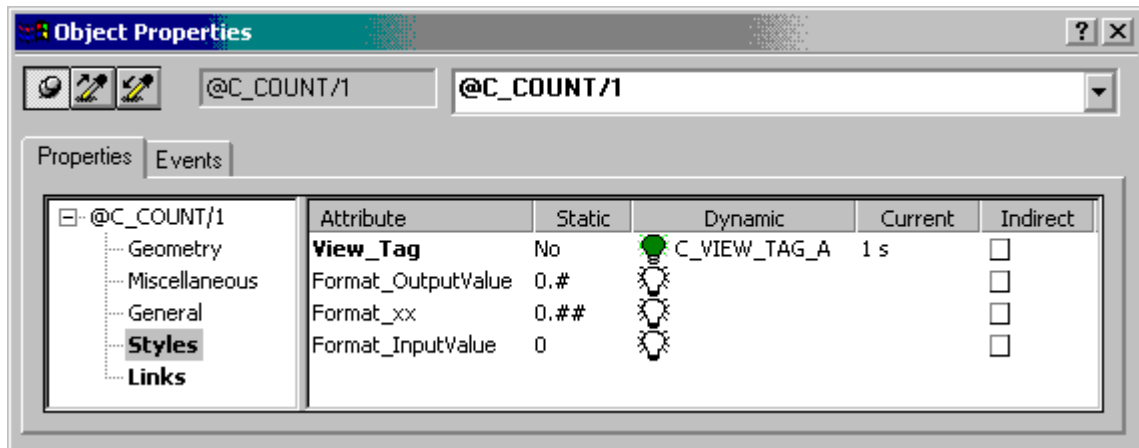 Object Properties
@C_COUNT/1 @C_COUNT/1
Properties Events
@C_COUNT/1 Attribute Static Dynamic Current Indirect
Geometry View_Tag No C_VIEW_TAG_A 1 s
Miscellaneous Format_OutputValue 0.#
General Format_xx 0.##
Styles Format_InputValue 0
Links